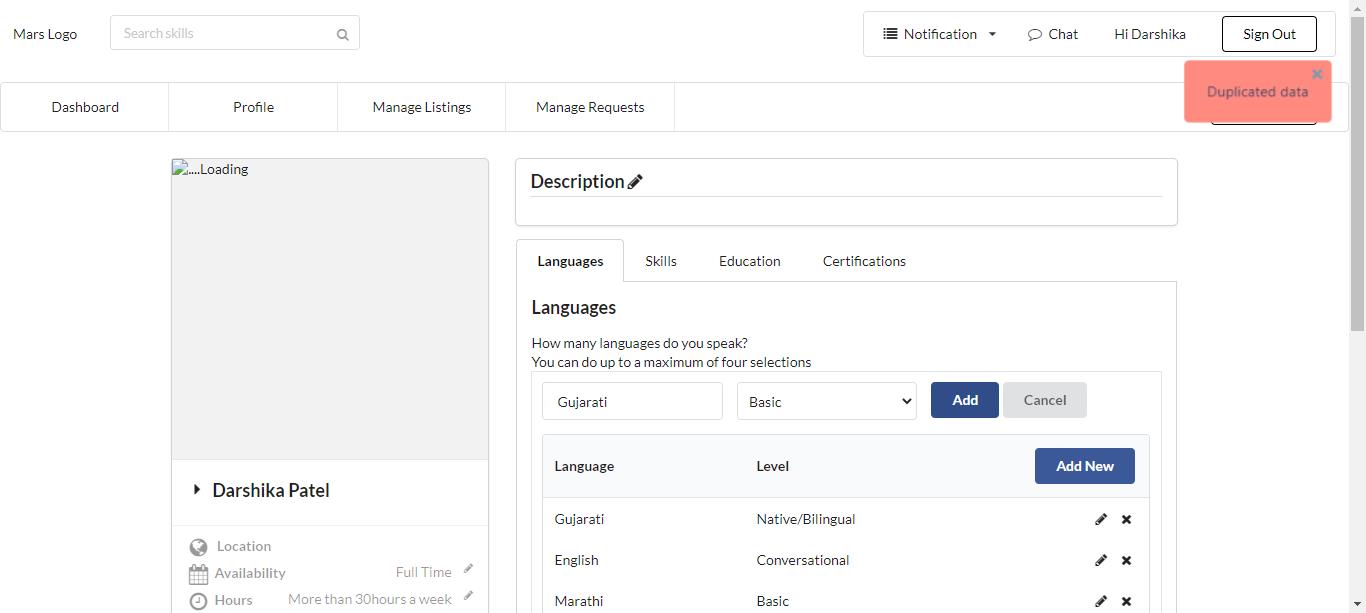 Mars Logo
Search skills
Notification
Chat
Hi Darshika
Sign Out
Duplicated data
Dashboard
Profile
Manage Listings
Manage Requests
....Loading
Description
Languages
Skills
Education
Certifications
Languages
How many languages do you speak?
You can do up to a maximum of four selections
Gujarati
Basic
Add
Cancel
Language
Level
Add New
Gujarati
Native/Bilingual
English
Conversational
Marathi
Basic
Darshika Patel
Location
Availability
Full Time
Hours
More than 30hours a week